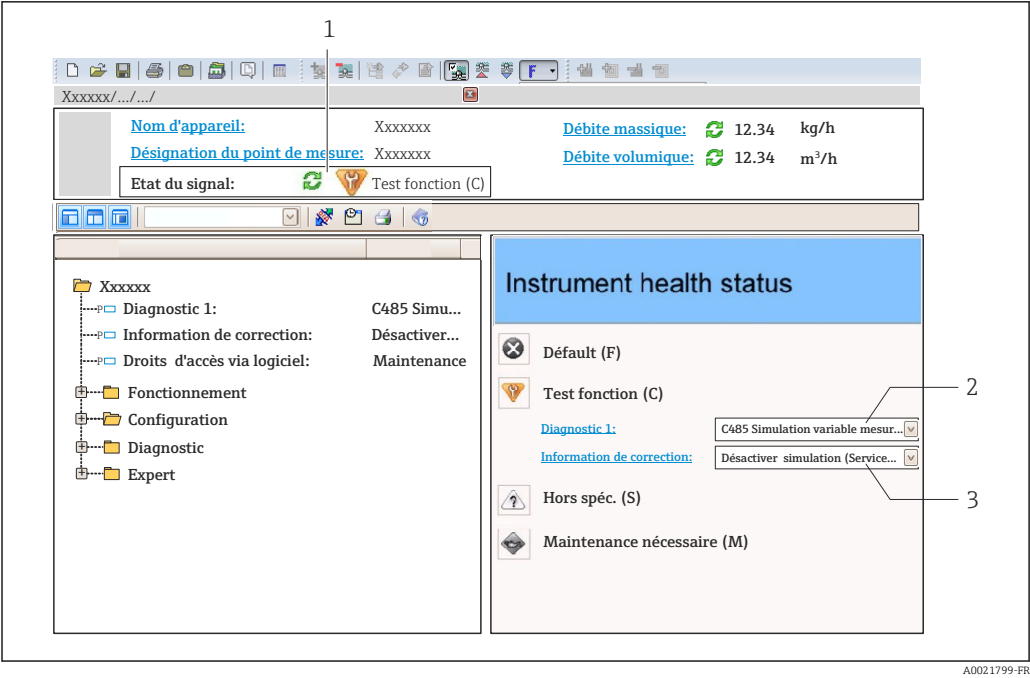 1
F
Xxxxxx/.../.../
Nom d'appareil: Xxxxxxx Débite massique: 12.34 kg/h
Désignation du point de mesure: Xxxxxxx Débite volumique: 12.34 m³/h
Etat du signal: Test fonction (C)
Instrument health status
Xxxxxx
P Diagnostic 1: C485 Simu...
P Information de correction: Désactiver...
P Droits d'accès via logiciel: Maintenance
Fonctionnement
Configuration
Diagnostic
Expert
Défault (F)
Test fonction (C)
2
Diagnostic 1: C485 Simulation variable mesur...
Information de correction: Désactiver simulation (Service...
3
Hors spéc. (S)
Maintenance nécessaire (M)
A0021799-FR